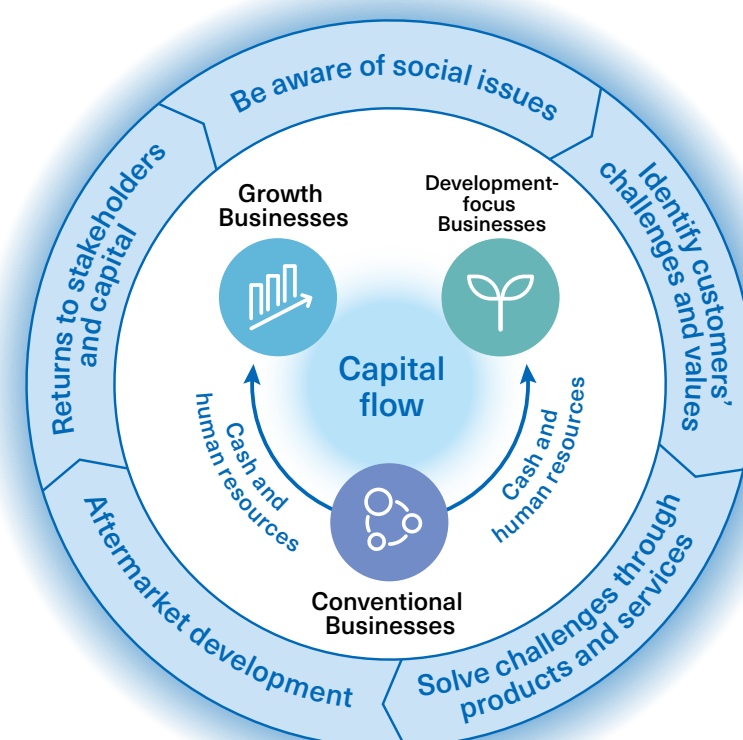 Be aware of social issues
Identify customers’
challenges and values
Solve challenges through
products and services
Aftermarket development
Returns to stakeholders
and capital
Growth
Businesses
Development-
focus
Businesses
Capital
flow
Cash and
human resources
Cash and
human resources
Conventional
Businesses